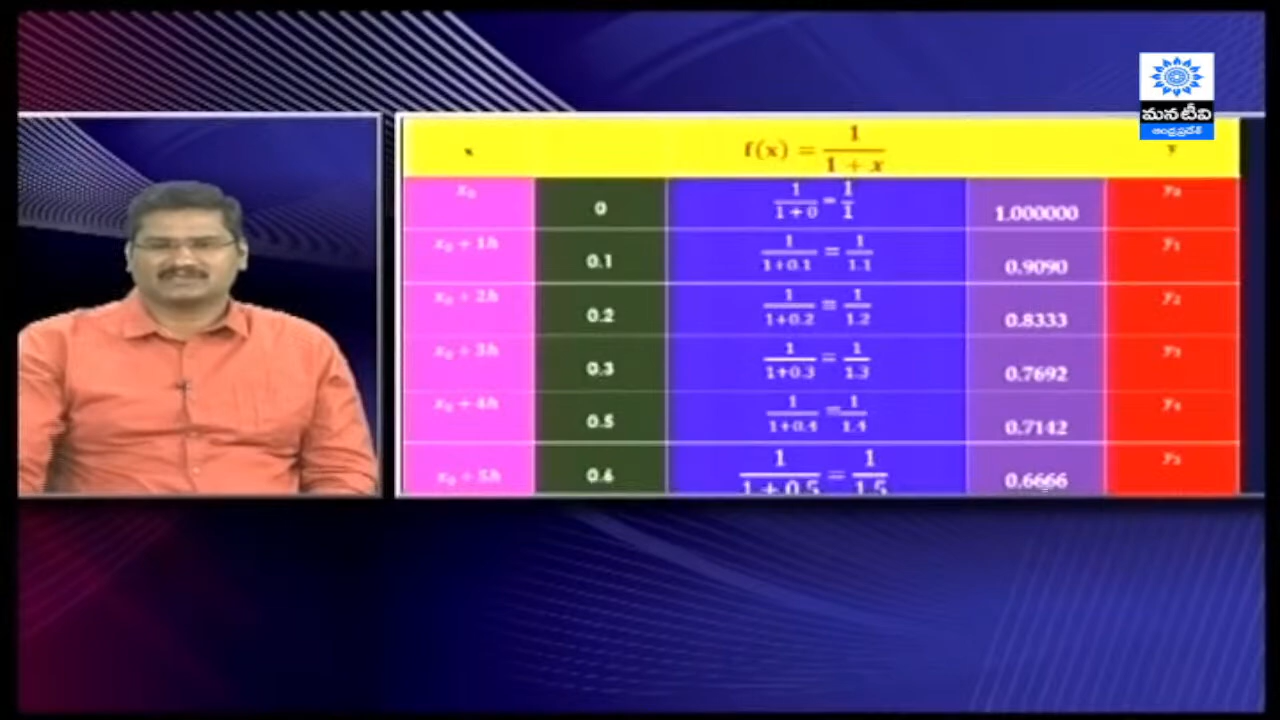 మనటీవి
ఆంధ్రప్రదేశ్
x f(x) = 1/(1 + x) y
x₀ 0 1/(1 + 0) = 1/1 1.000000 y₀
x₀ + 1h 0.1 1/(1+0.1) = 1/1.1 0.9090 y₁
x₀ + 2h 0.2 1/(1+0.2) = 1/1.2 0.8333 y₂
x₀ + 3h 0.3 1/(1+0.3) = 1/1.3 0.7692 y₃
x₀ + 4h 0.5 1/(1+0.4) = 1/1.4 0.7142 y₄
x₀ + 5h 0.6 1/(1 + 0.5) = 1/1.5 0.6666 y₅